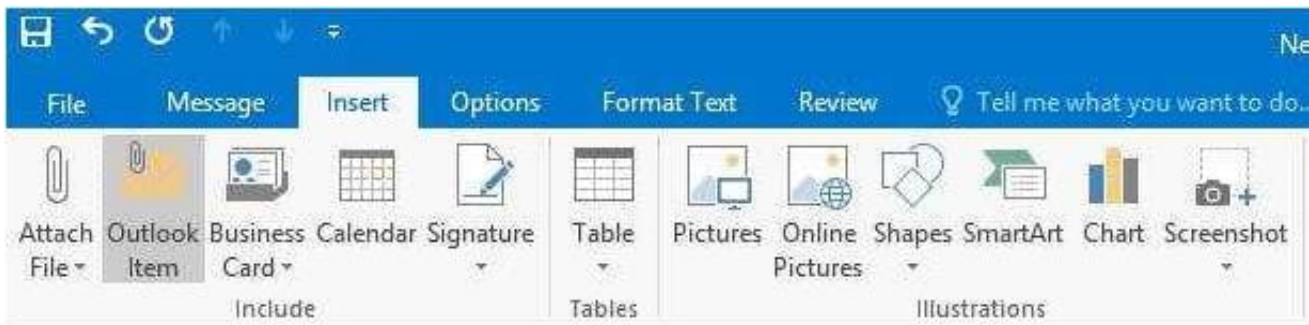 Ne
File Message Insert Options Format Text Review Tell me what you want to do..
Attach Outlook Business Calendar Signature Table Pictures Online Shapes SmartArt Chart Screenshot
File Item Card Pictures
Include Tables Illustrations